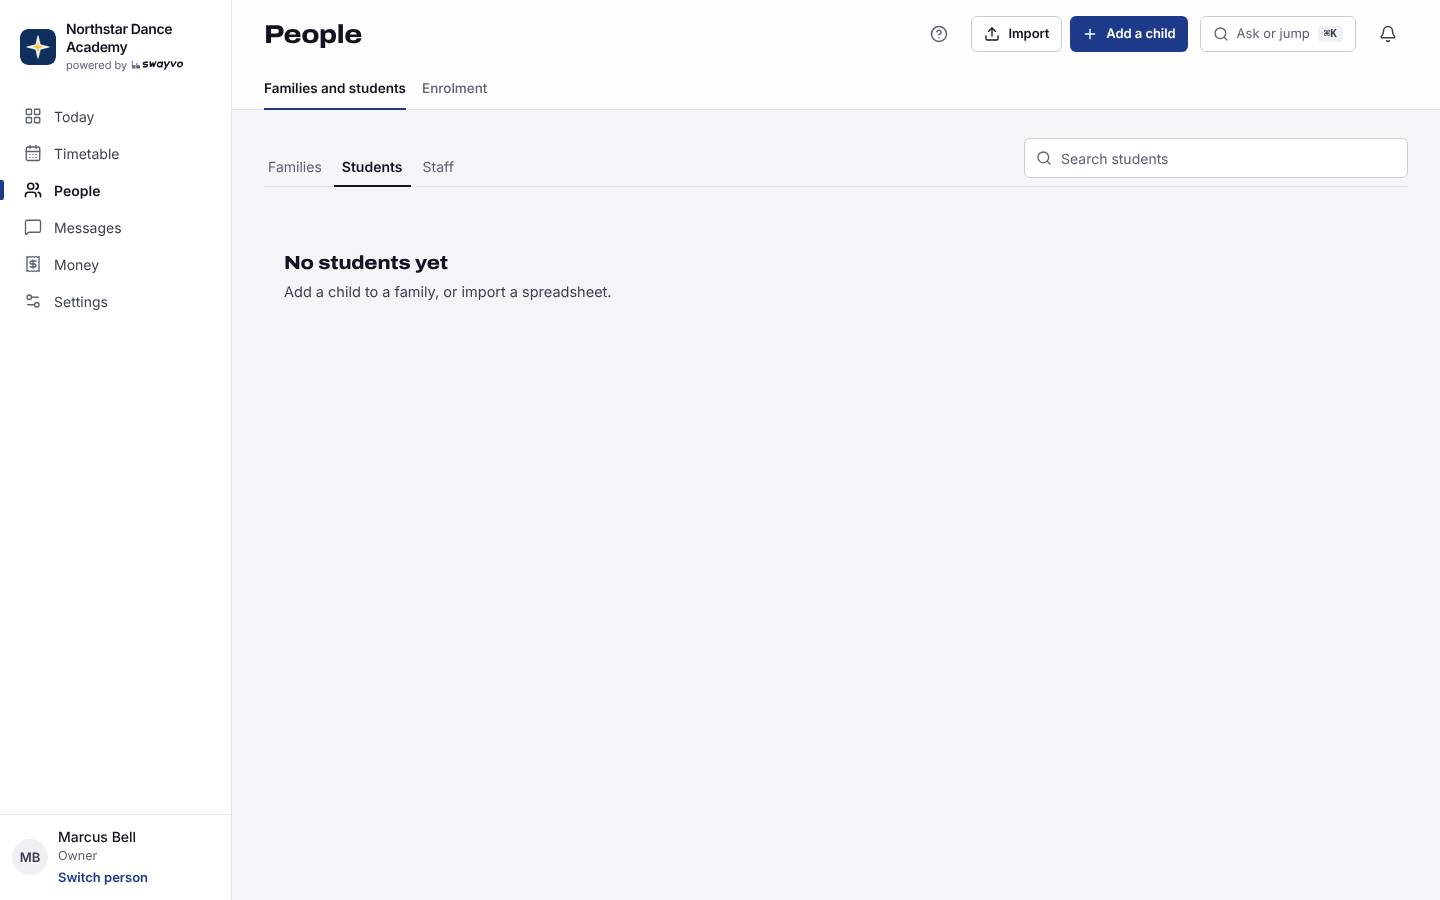 Northstar Dance
Academy
powered by swayvo
Today
Timetable
People
Messages
Money
Settings
MB
Marcus Bell
Owner
Switch person
People
Import
Add a child
Ask or jump ⌘K
Families and students
Enrolment
Families
Students
Staff
Search students
No students yet
Add a child to a family, or import a spreadsheet.